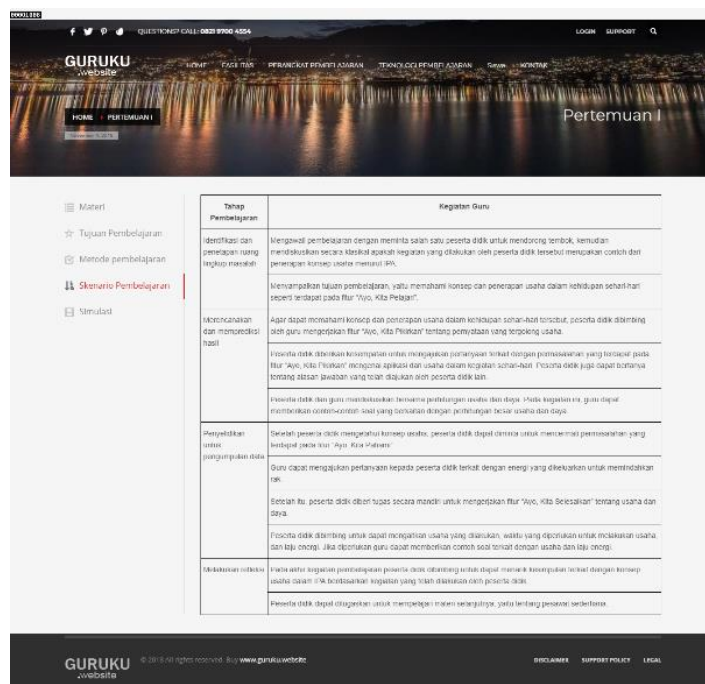 QUESTIONS? CALL: 0821 9700 4554
LOGIN SUPPORT
GURUKU
.website
HOME FASILITAS PERANGKAT PEMBELAJARAN TEKNOLOGI PEMBELAJARAN Siswa KONTAK
HOME PERTEMUAN I
Pertemuan I
Materi
Tujuan Pembelajaran
Metode pembelajaran
Skenario Pembelajaran
Simulasi
Tahap
Pembelajaran
Kegiatan Guru
Identifikasi dan
penetapan ruang
lingkup masalah
Mengawali pembelajaran dengan meminta salah satu peserta didik untuk mendorong tembok, kemudian
mendiskusikan secara klasikal apakah kegiatan yang dilakukan oleh peserta didik tersebut merupakan contoh dari
penerapan konsep usaha menurut IPA.
Menyampaikan tujuan pembelajaran, yaitu memahami konsep dan penerapan usaha dalam kehidupan sehari-hari
seperti terdapat pada fitur "Ayo, Kita Pelajari".
Merencanakan
dan memprediksi
hasil
Agar dapat memahami konsep dan penerapan usaha dalam kehidupan sehari-hari tersebut, peserta didik dibimbing
oleh guru mengerjakan fitur "Ayo, Kita Pikirkan" tentang pernyataan yang tergolong usaha.
Peserta didik diberikan kesempatan untuk mengajukan pertanyaan terkait dengan permasalahan yang terdapat pada
fitur "Ayo, Kita Pikirkan" mengenai aplikasi dari usaha dalam kegiatan sehari-hari. Peserta didik juga dapat bertanya
tentang alasan jawaban yang telah diajukan oleh peserta didik lain.
Peserta didik dan guru mendiskusikan bersama perhitungan usaha dan daya. Pada kegiatan ini, guru dapat
memberikan contoh-contoh soal yang berkaitan dengan perhitungan besar usaha dan daya.
Penyelidikan
untuk
pengumpulan data
Setelah peserta didik mengetahui konsep usaha, peserta didik dapat diminta untuk mencermati permasalahan yang
terdapat pada fitur "Ayo, Kita Pahami"
Guru dapat mengajukan pertanyaan kepada peserta didik terkait dengan energi yang dikeluarkan untuk memindahkan
rak.
Setelah itu, peserta didik diberi tugas secara mandiri untuk mengerjakan fitur "Ayo, Kita Selesaikan" tentang usaha dan
daya.
Peserta didik dibimbing untuk dapat mengaitkan usaha yang dilakukan, waktu yang diperlukan untuk melakukan usaha,
dan laju energi. Jika diperlukan guru dapat memberikan contoh soal terkait dengan usaha dan laju energi.
Melakukan refleksi
Pada akhir kegiatan pembelajaran peserta didik dibimbing untuk dapat menarik kesimpulan terkait dengan konsep
usaha dalam IPA berdasarkan kegiatan yang telah dilakukan oleh peserta didik.
Peserta didik dapat ditugaskan untuk mempelajari materi selanjutnya, yaitu tentang pesawat sederhana.
GURUKU
.website
© 2018 All rights reserved. Buy www.guruku.website
DISCLAIMER SUPPORT POLICY LEGAL